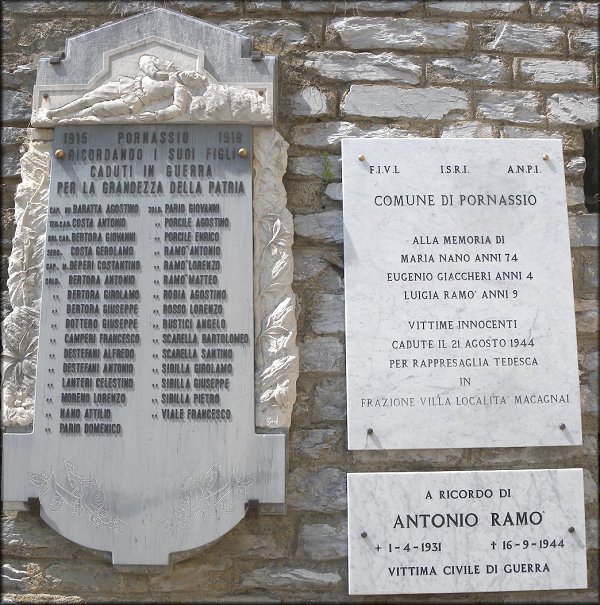 1915 PORNASSIO 1918
RICORDANDO I SUOI FIGLI
CADUTI IN GUERRA
PER LA GRANDEZZA DELLA PATRIA
BARATTA AGOSTINO
COSTA ANTONIO
BERTORA GIOVANNI
SERG. COSTA GEROLAMO
CAP. M. DEPERI COSTANTINO
SOLD. BERTORA ANTONIO
,, BERTORA GIROLAMO
,, BERTORA GIUSEPPE
,, BOTTERO GIUSEPPE
,, CAMPERI FRANCESCO
,, DESTEFANI ALFREDO
,, DESTEFANI ANTONIO
,, LANTERI CELESTINO
,, MORENO LORENZO
,, NANO ATTILIO
,, PARIO DOMENICO
SOLD. PARIO GIOVANNI
,, PORCILE AGOSTINO
,, PORCILE ENRICO
,, RAMO' ANTONIO
,, RAMO' LORENZO
,, RAMO' MATTEO
,, ROBIA AGOSTINO
,, ROSSO LORENZO
,, RUSTICI ANGELO
,, SCARELLA BARTOLOMEO
,, SCARELLA SANTINO
,, SIBILLA GIROLAMO
,, SIBILLA GIUSEPPE
,, SIBILLA PIETRO
,, VIALE FRANCESCO
F.I.V.L. I.S.R.I. A.N.P.I.
COMUNE DI PORNASSIO
ALLA MEMORIA DI
MARIA NANO ANNI 74
EUGENIO GIACCHERI ANNI 4
LUIGIA RAMO' ANNI 9
VITTIME INNOCENTI
CADUTE IL 21 AGOSTO 1944
PER RAPPRESAGLIA TEDESCA
IN
FRAZIONE VILLA LOCALITA' MACAGNAI
A RICORDO DI
ANTONIO RAMO'
* 1-4-1931 † 16-9-1944
VITTIMA CIVILE DI GUERRA